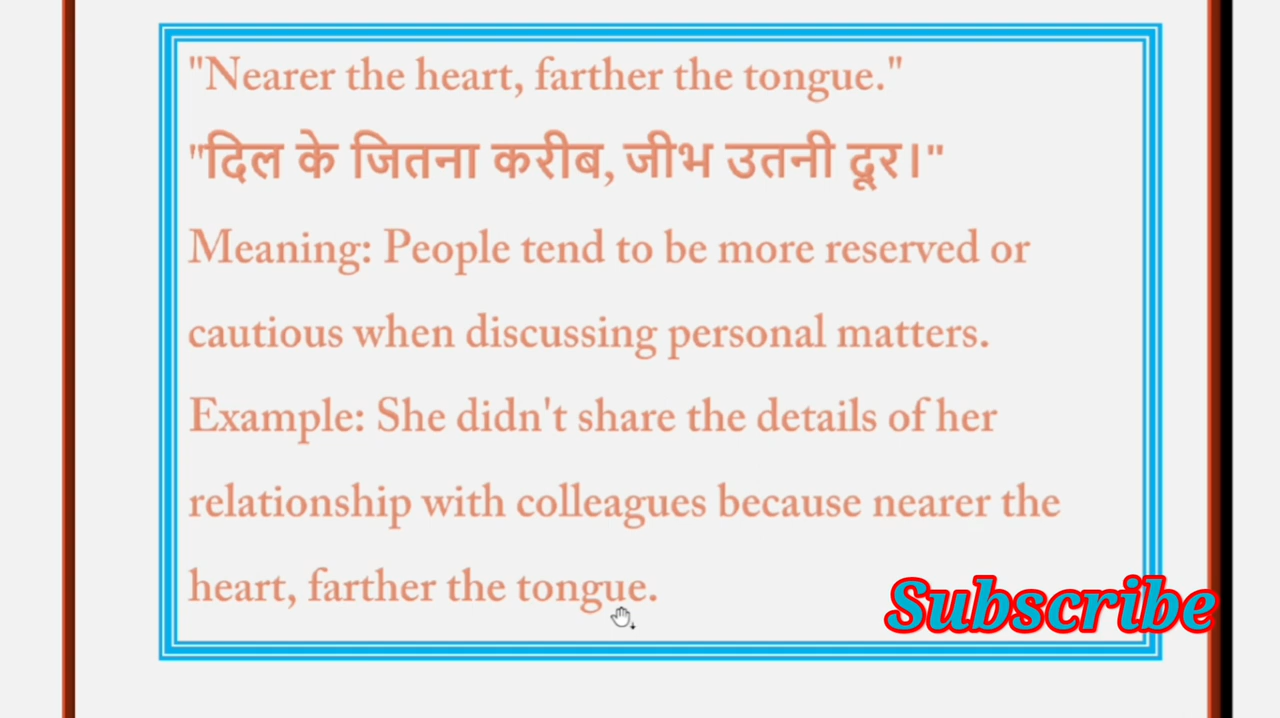 "Nearer the heart, farther the tongue."
"दिल के जितना करीब, जीभ उतनी दूर।"
Meaning: People tend to be more reserved or
cautious when discussing personal matters.
Example: She didn't share the details of her
relationship with colleagues because nearer the
heart, farther the tongue.
Subscribe